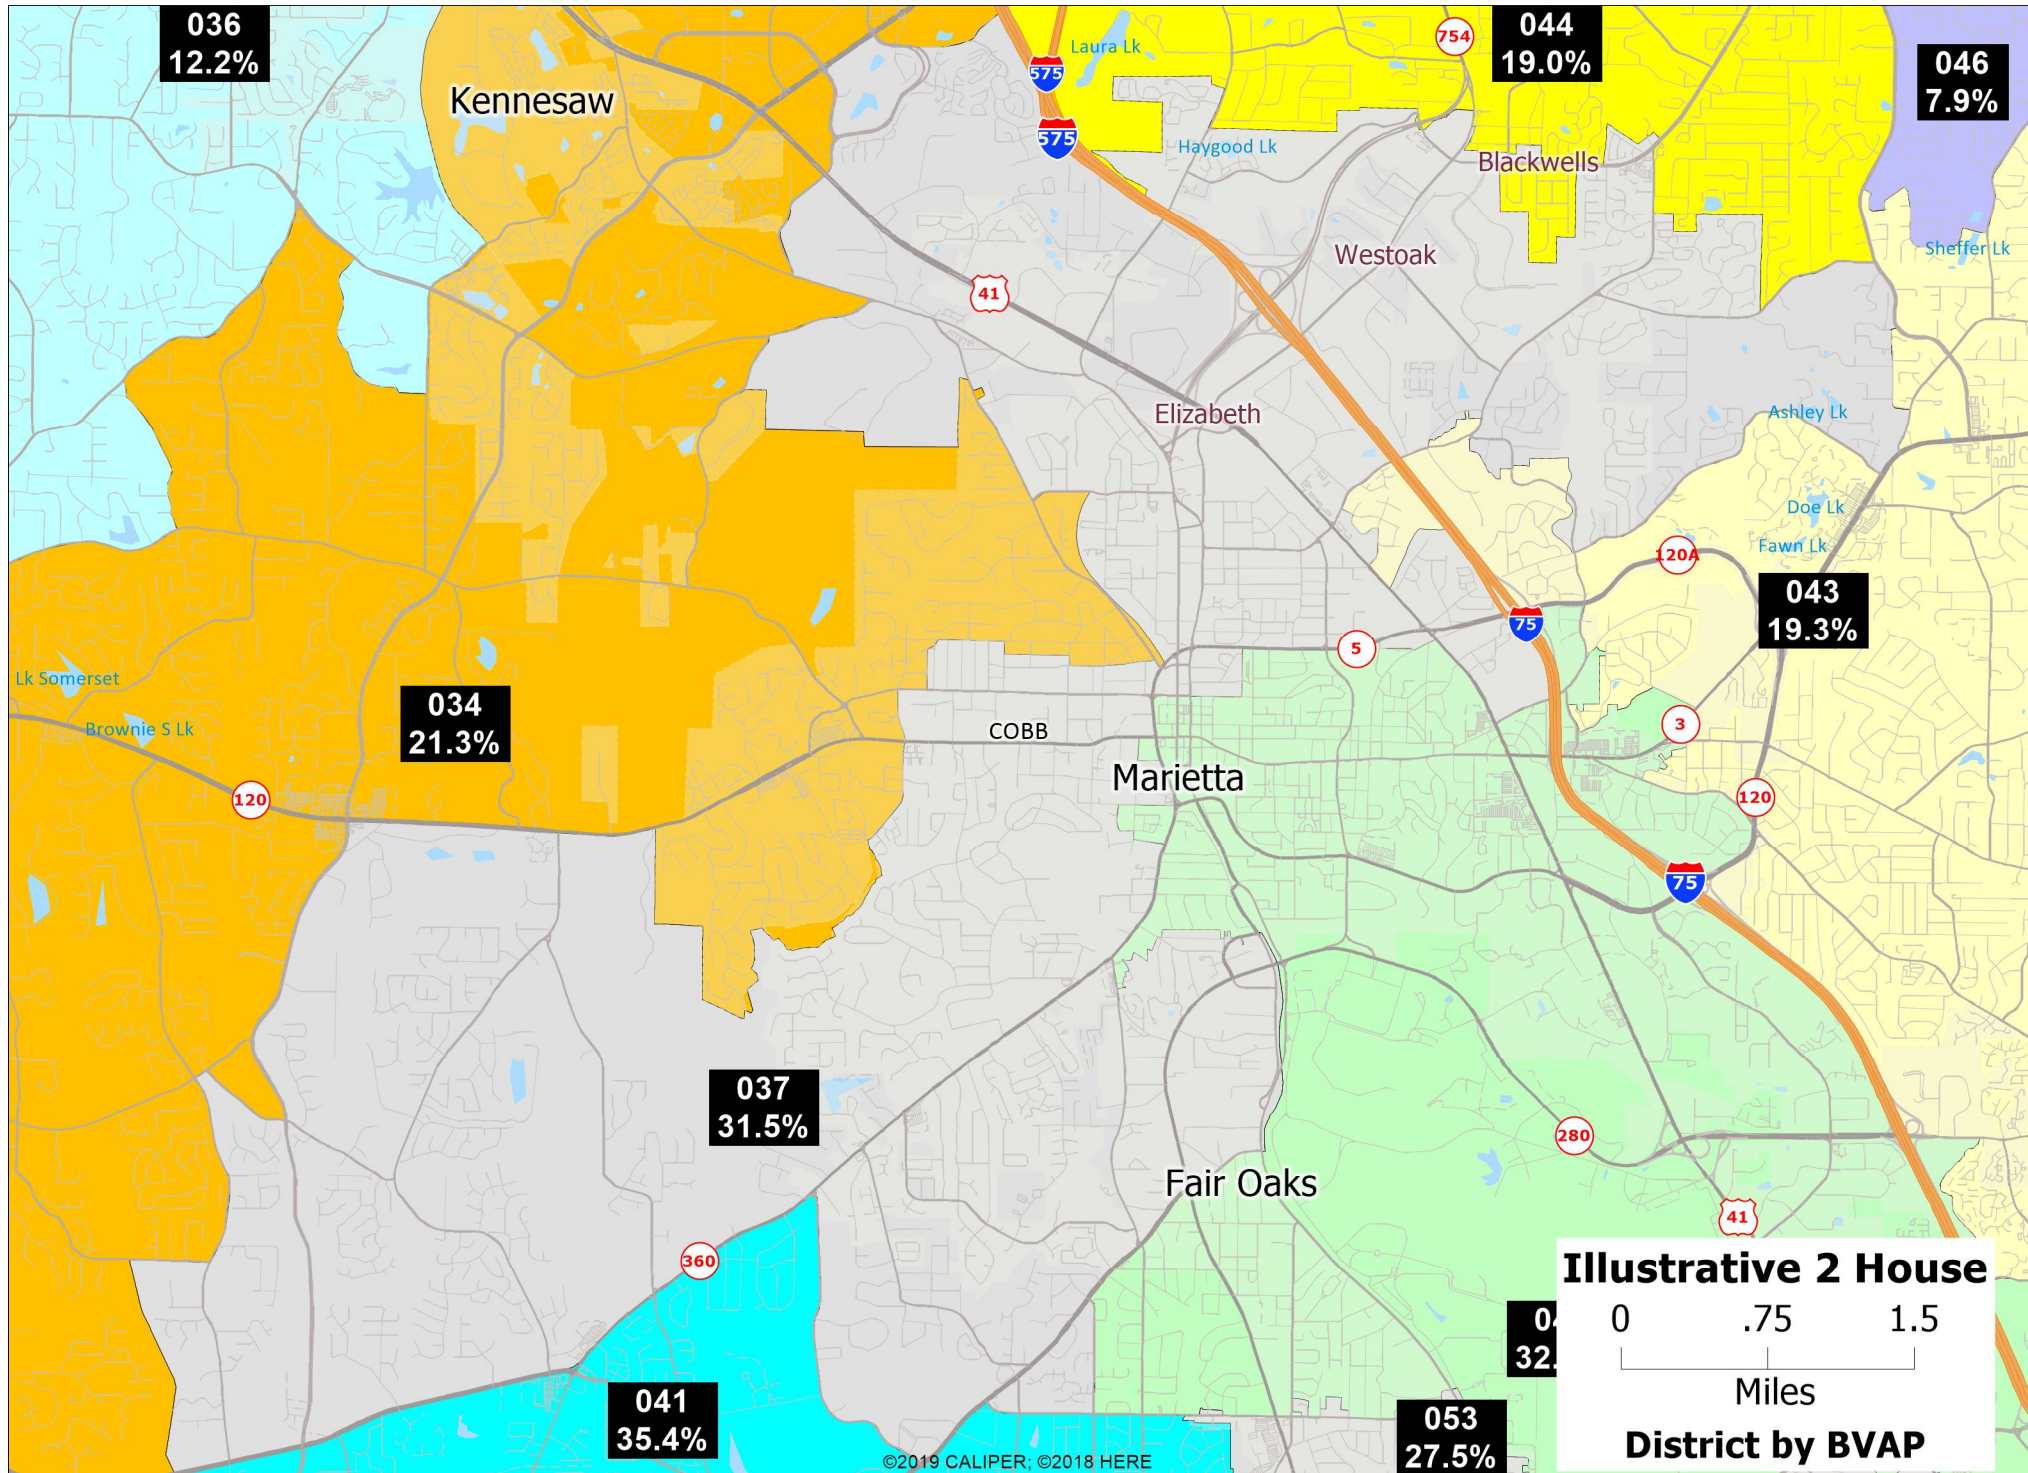 036
12.2%
Kennesaw
575
575
Laura Lk
754
044
19.0%
046
7.9%
Haygood Lk
Blackwells
Westoak
Sheffer Lk
41
Elizabeth
Ashley Lk
Doe Lk
Fawn Lk
120A
043
19.3%
75
5
Lk Somerset
034
21.3%
Brownie S Lk
COBB
3
Marietta
120
120
75
037
31.5%
280
Fair Oaks
41
360
Illustrative 2 House
0 .75 1.5
Miles
District by BVAP
04
32.
041
35.4%
053
27.5%
©2019 CALIPER; ©2018 HERE